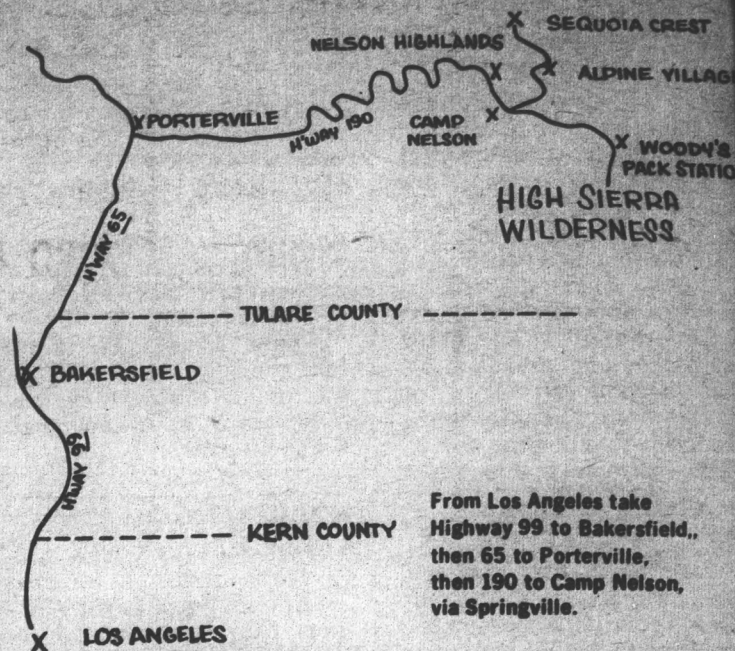 SEQUOIA CREST
NELSON HIGHLANDS
ALPINE VILLAG
PORTERVILLE
H'WAY 190
CAMP
NELSON
WOODY'S
PACK STATIO
HIGH SIERRA
WILDERNESS
H'WAY 65
TULARE COUNTY
BAKERSFIELD
H'WAY 99
KERN COUNTY
From Los Angeles take
Highway 99 to Bakersfield,,
then 65 to Porterville,
then 190 to Camp Nelson,
via Springville.
LOS ANGELES